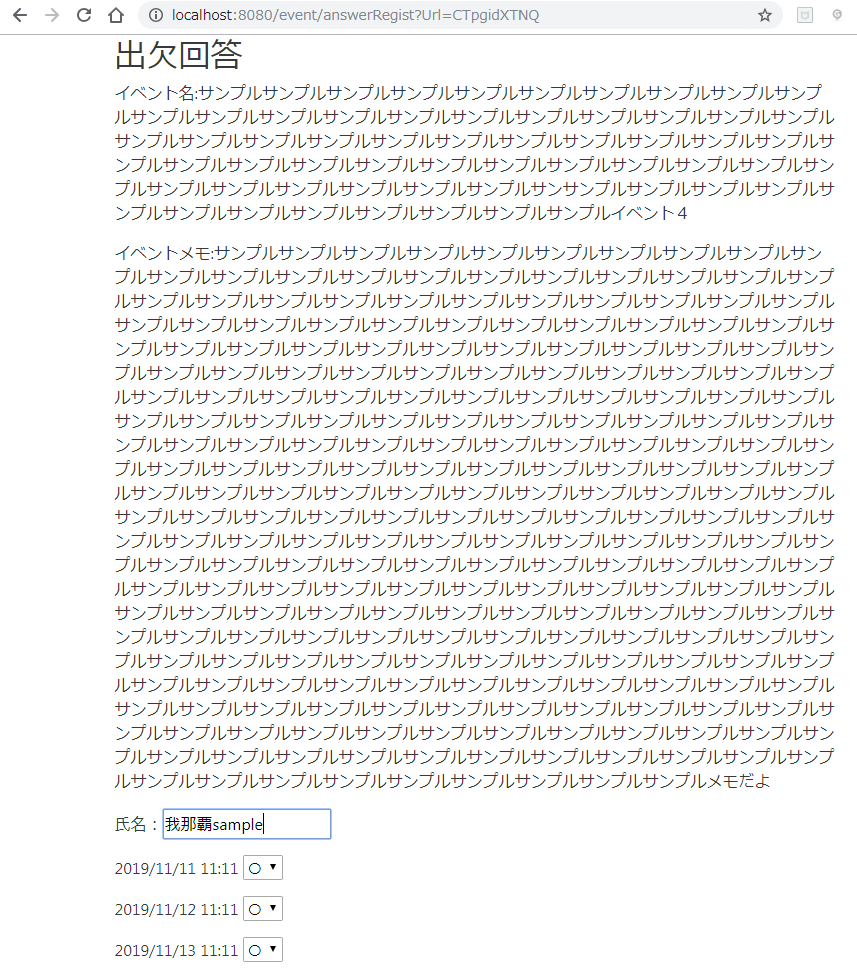 localhost:8080/event/answerRegist?Url=CTpgidXTNQ
出欠回答
イベント名:サンプルサンプルサンプルサンプルサンプルサンプルサンプルサンプルサンプルサンプ
ルサンプルサンプルサンプルサンプルサンプルサンプルサンプルサンプルサンプルサンプルサンプル
サンプルサンプルサンプルサンプルサンプルサンプルサンプルサンプルサンプルサンプルサンプルサ
ンプルサンプルサンプルサンプルサンプルサンプルサンプルサンプルサンプルサンプルサンプルサン
プルサンプルサンプルサンプルサンプルサンプルサンプルサンサンプルサンプルサンプルサンプルサ
ンプルサンプルサンプルサンプルサンプルサンプルサンプルサンプルイベント４
イベントメモ:サンプルサンプルサンプルサンプルサンプルサンプルサンプルサンプルサンプルサン
プルサンプルサンプルサンプルサンプルサンプルサンプルサンプルサンプルサンプルサンプルサンプ
ルサンプルサンプルサンプルサンプルサンプルサンプルサンプルサンプルサンプルサンプルサンプル
サンプルサンプルサンプルサンプルサンプルサンプルサンプルサンプルサンプルサンプルサンプルサ
ンプルサンプルサンプルサンプルサンプルサンプルサンプルサンプルサンプルサンプルサンプルサン
プルサンプルサンプルサンプルサンプルサンプルサンプルサンプルサンプルサンプルサンプルサンプ
ルサンプルサンプルサンプルサンプルサンプルサンプルサンプルサンプルサンプルサンプルサンプル
サンプルサンプルサンプルサンプルサンプルサンプルサンプルサンプルサンプルサンプルサンプルサ
ンプルサンプルサンプルサンプルサンプルサンプルサンプルサンプルサンプルサンプルサンプルサン
プルサンプルサンプルサンプルサンプルサンプルサンプルサンプルサンプルサンプルサンプルサンプ
ルサンプルサンプルサンプルサンプルサンプルサンプルサンプルサンプルサンプルサンプルサンプル
サンプルサンプルサンプルサンプルサンプルサンプルサンプルサンプルサンプルサンプルサンプルサ
ンプルサンプルサンプルサンプルサンプルサンプルサンプルサンプルサンプルサンプルサンプルサン
プルサンプルサンプルサンプルサンプルサンプルサンプルサンプルサンプルサンプルサンプルサンプ
ルサンプルサンプルサンプルサンプルサンプルサンプルサンプルサンプルサンプルサンプルサンプル
サンプルサンプルサンプルサンプルサンプルサンプルサンプルサンプルサンプルサンプルサンプルサ
ンプルサンプルサンプルサンプルサンプルサンプルサンプルサンプルサンプルサンプルサンプルサン
プルサンプルサンプルサンプルサンプルサンプルサンプルサンプルサンプルサンプルサンプルサンプ
ルサンプルサンプルサンプルサンプルサンプルサンプルサンプルサンプルサンプルサンプルサンプル
サンプルサンプルサンプルサンプルサンプルサンプルサンプルサンプルサンプルサンプルサンプルサ
ンプルサンプルサンプルサンプルサンプルサンプルサンプルサンプルサンプルサンプルサンプルサン
プルサンプルサンプルサンプルサンプルサンプルサンプルサンプルサンプルサンプルサンプルサンプ
ルサンプルサンプルサンプルサンプルサンプルサンプルサンプルサンプルサンプルメモだよ
氏名：我那覇sample
2019/11/11 11:11 ○
2019/11/12 11:11 ○
2019/11/13 11:11 ○